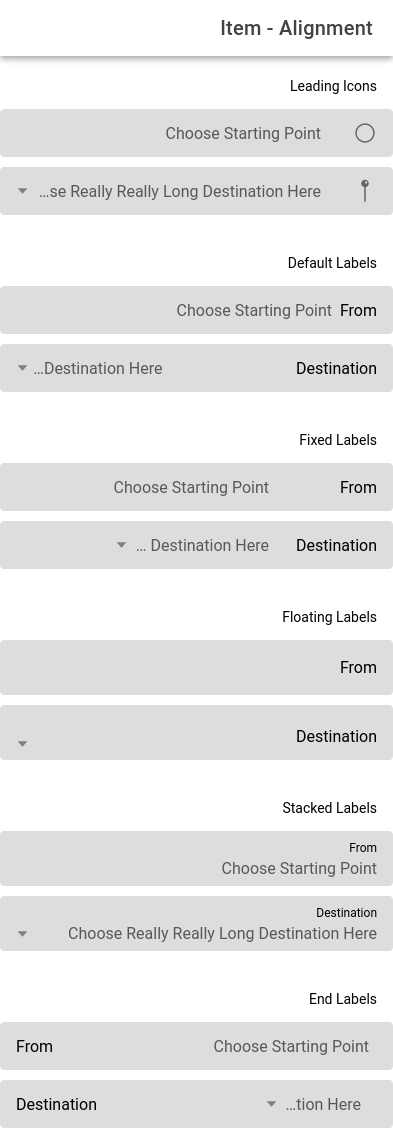 Item - Alignment
Leading Icons
Choose Starting Point
...se Really Really Long Destination Here
Default Labels
From Choose Starting Point
Destination ...Destination Here
Fixed Labels
From Choose Starting Point
Destination ... Destination Here
Floating Labels
From
Destination
Stacked Labels
From
Choose Starting Point
Destination
Choose Really Really Long Destination Here
End Labels
Choose Starting Point From
...tion Here Destination